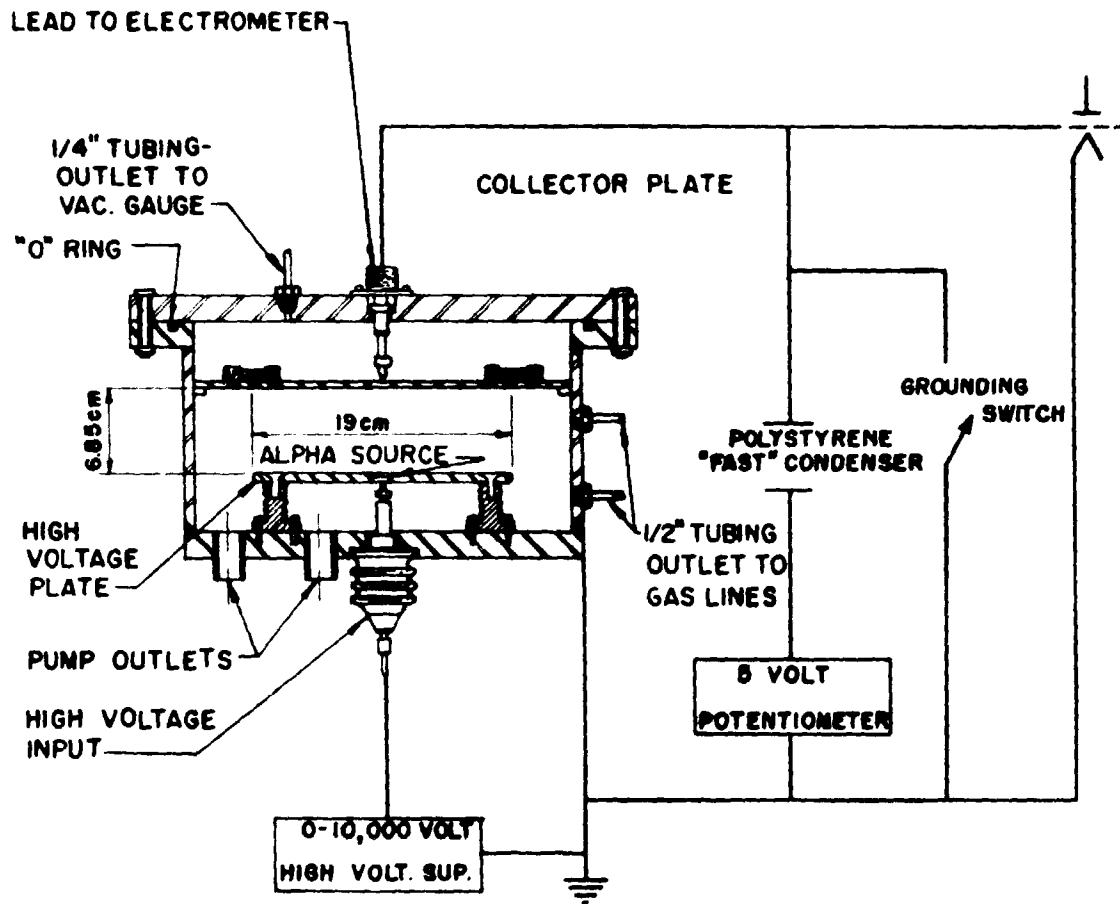 LEAD TO ELECTROMETER
1/4" TUBING-
OUTLET TO
VAC. GAUGE
"O" RING
COLLECTOR PLATE
6.85cm
19cm
ALPHA SOURCE
GROUNDING
SWITCH
POLYSTYRENE
"FAST" CONDENSER
HIGH
VOLTAGE
PLATE
1/2" TUBING
OUTLET TO
GAS LINES
PUMP OUTLETS
HIGH VOLTAGE
INPUT
5 VOLT
POTENTIOMETER
0-10,000 VOLT
HIGH VOLT. SUP.